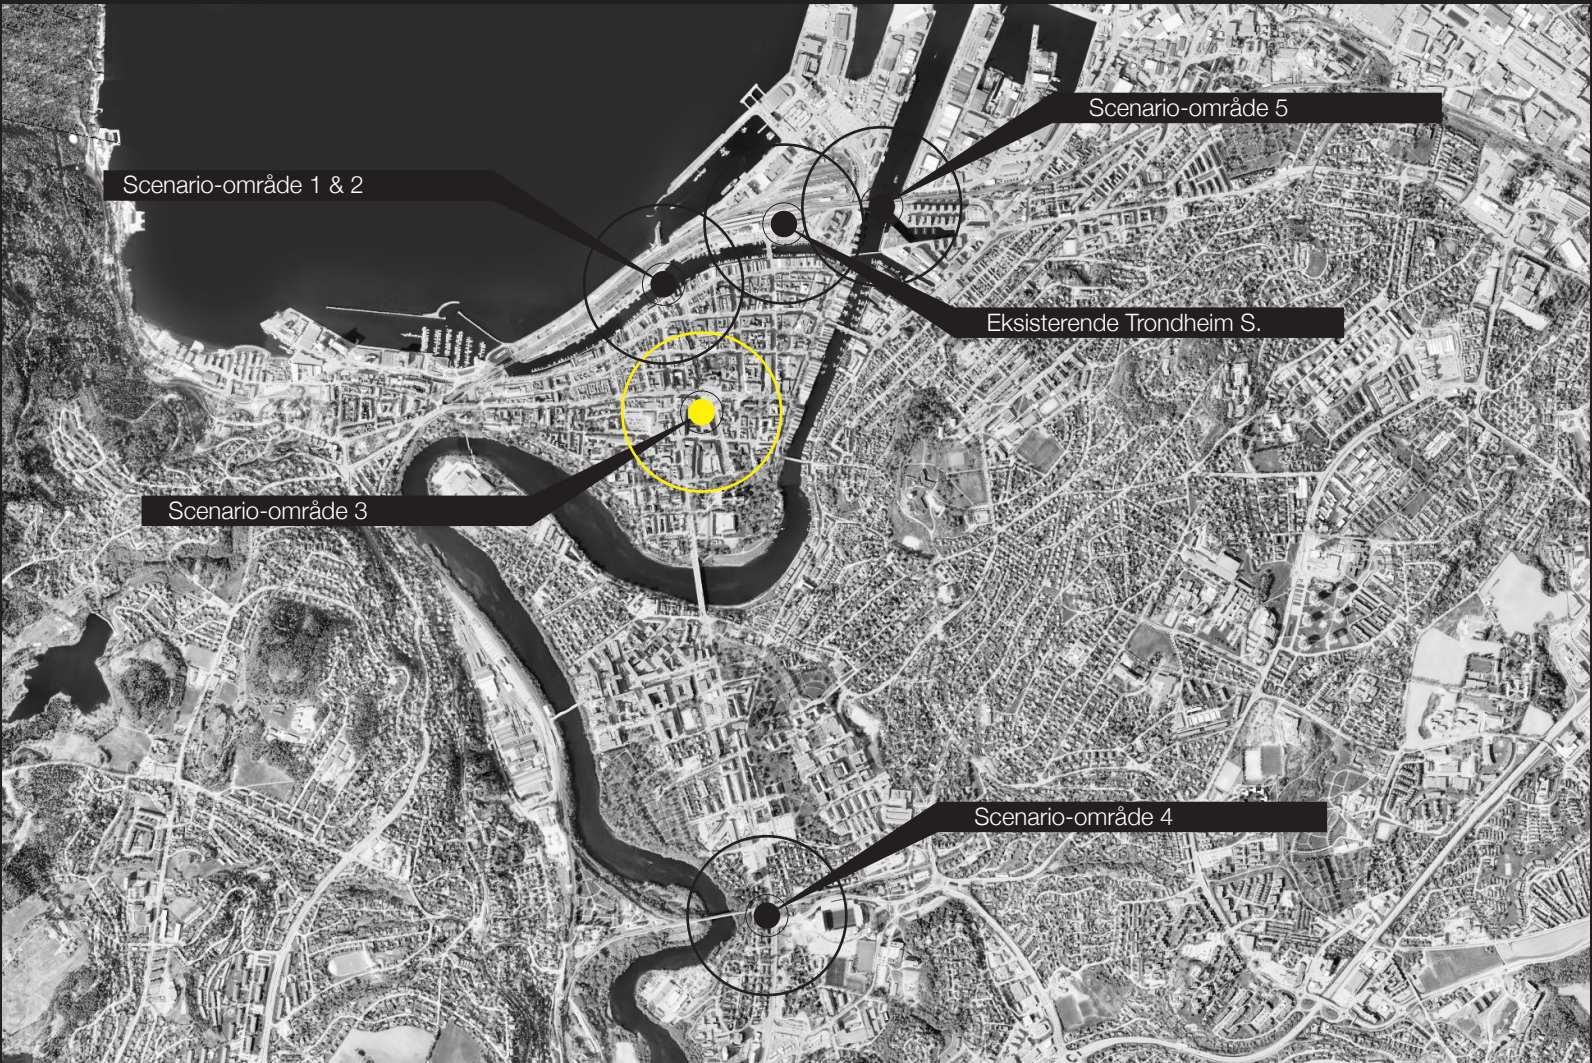 Scenario-område 5
Scenario-område 1 & 2
Eksisterende Trondheim S.
Scenario-område 3
Scenario-område 4